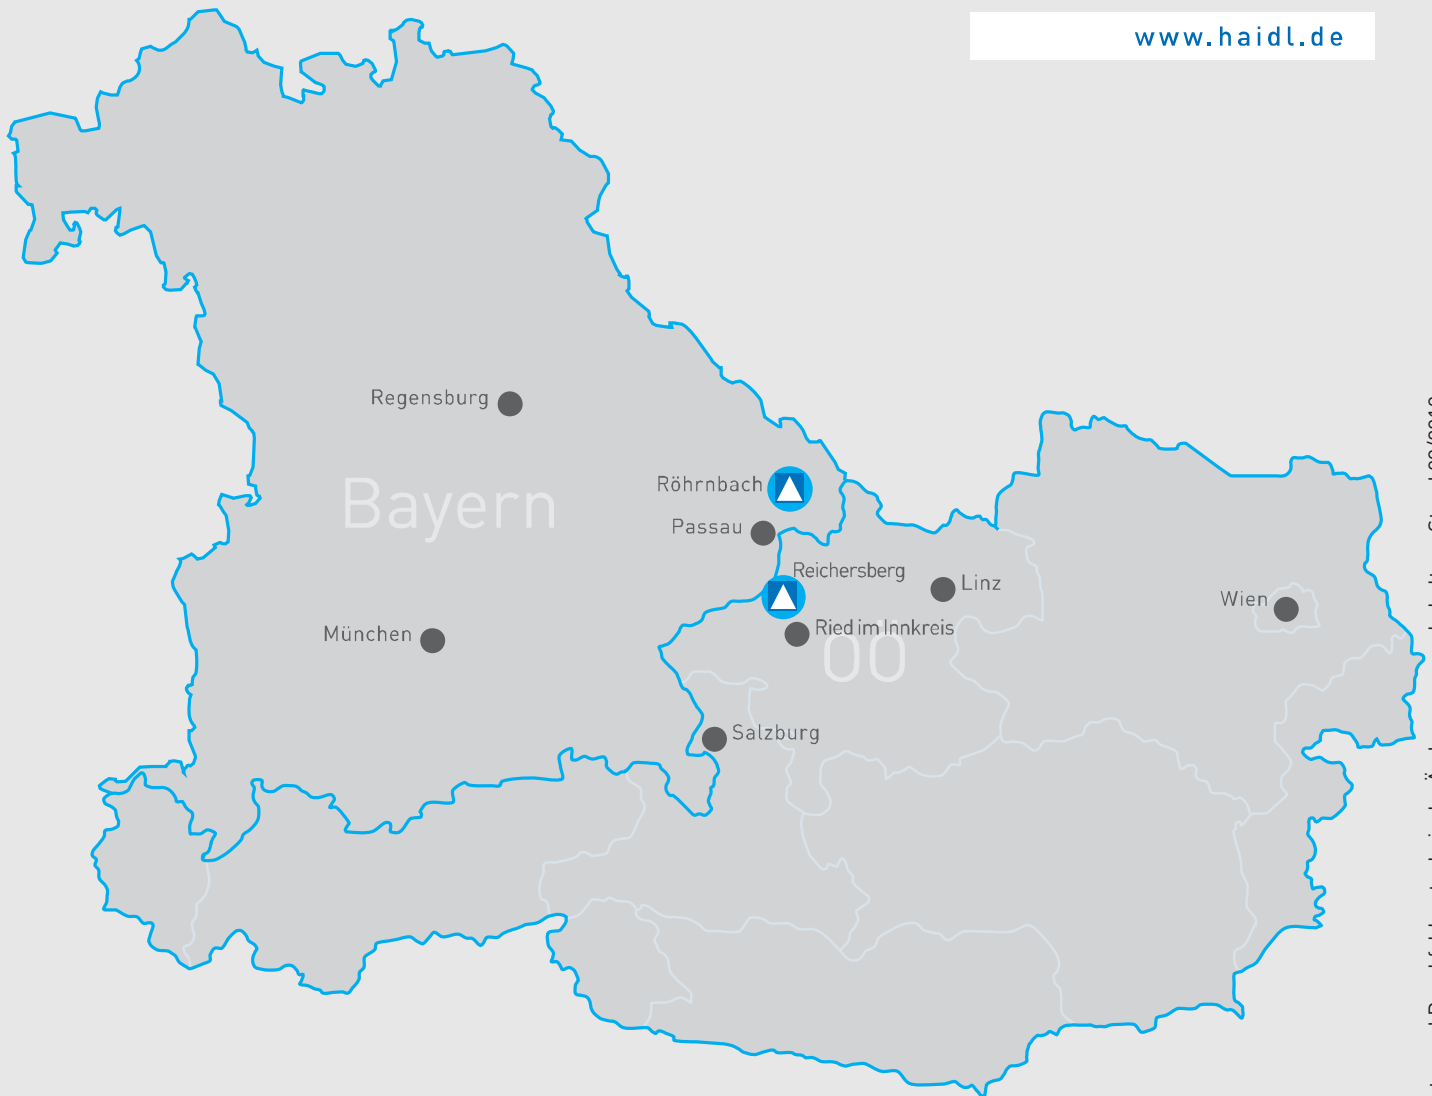 www.haidl.de
Regensburg
Bayern
Röhrnbach
Passau
Reichersberg
Linz
Wien
München
Ried im Innkreis
OÖ
Salzburg